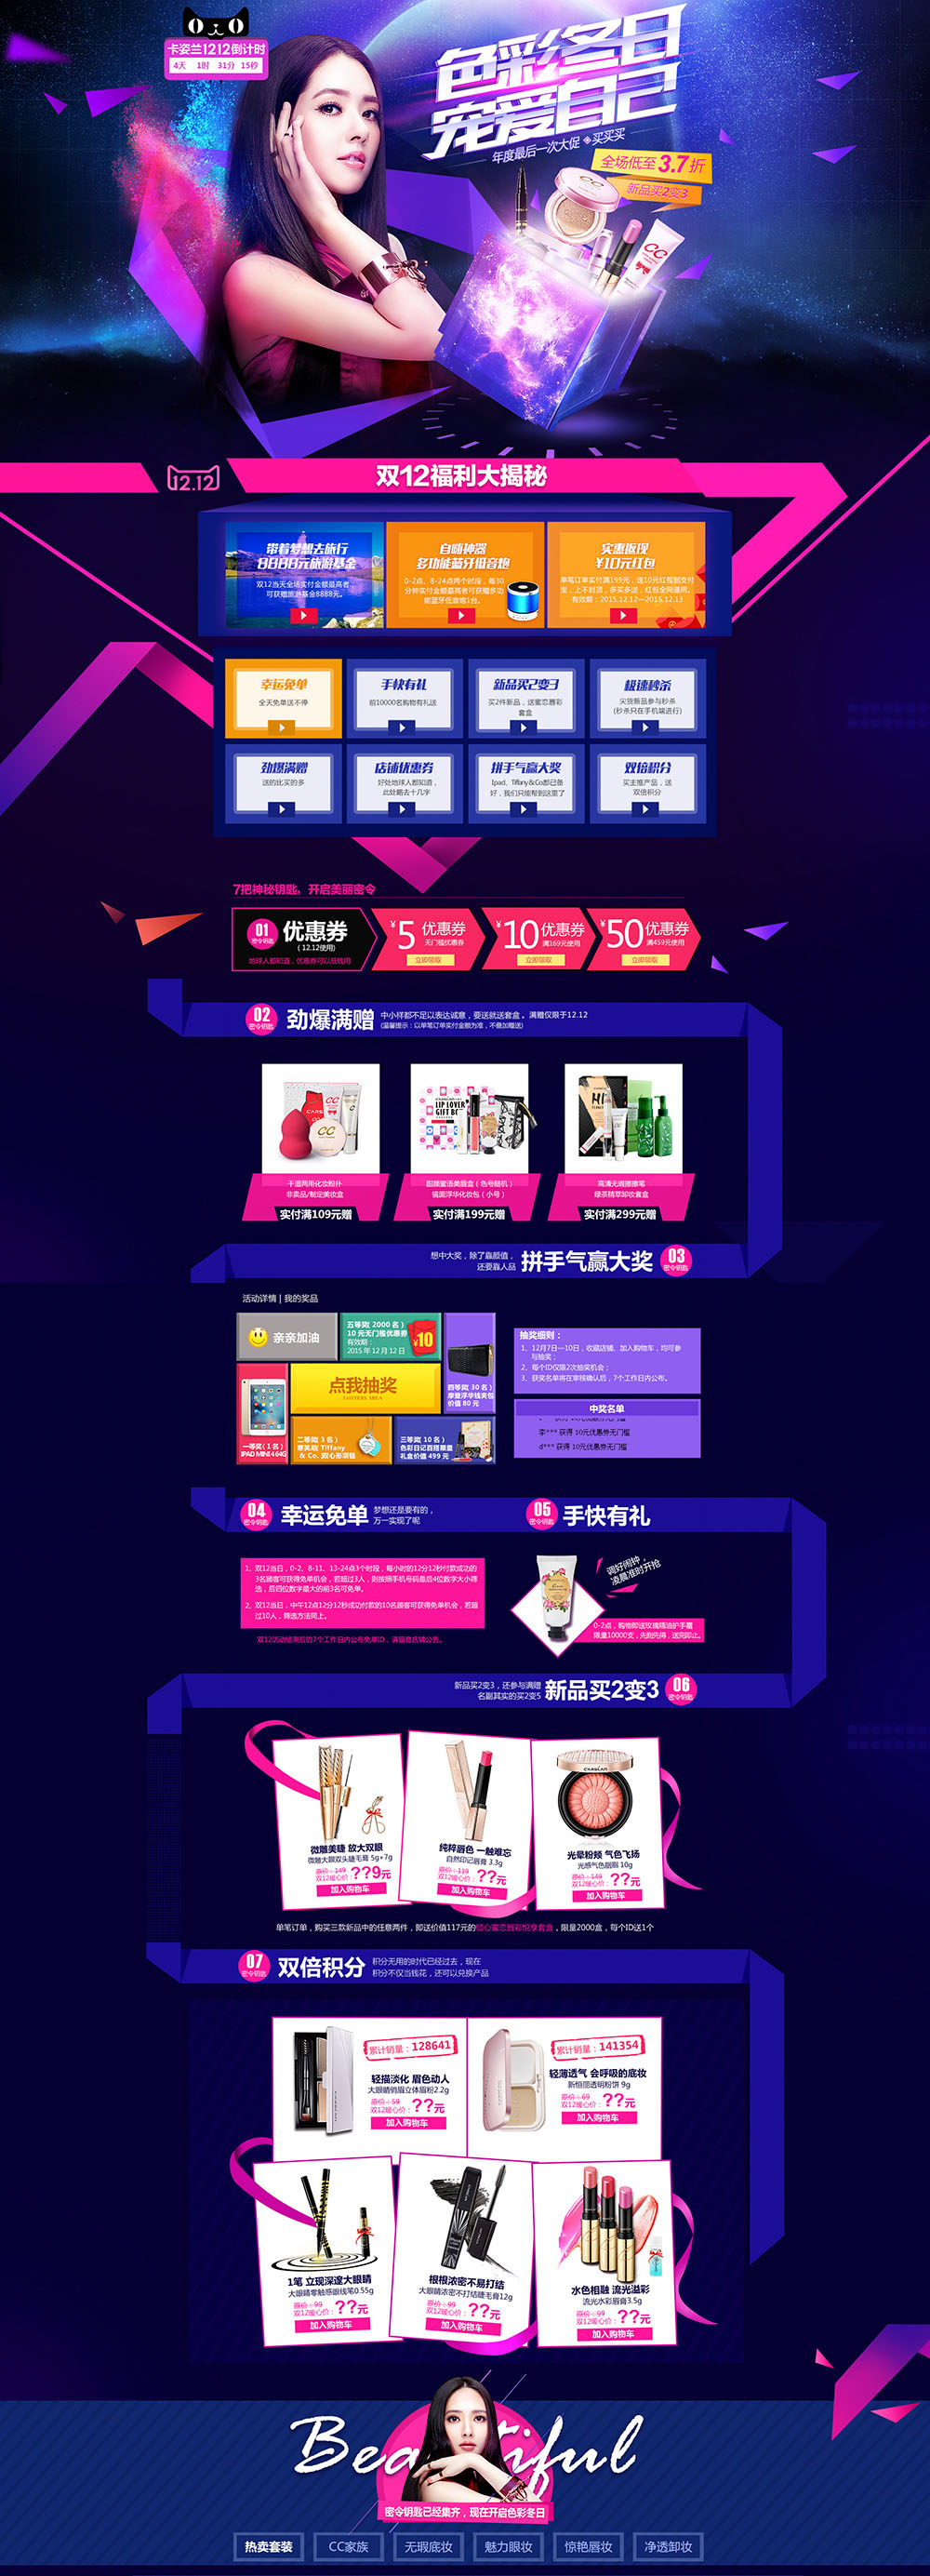 卡姿兰1212倒计时
4天 1时 31分 15秒
色彩冬日
宠爱自己
年度最后一次大促 买买买
全场低至3.7折
新品买2变3
12.12
双12福利大揭秘
带着梦想去旅行
8888元旅游基金
双12当天全场实付金额最高者
可获赠旅游基金8888元。
自嗨神器
多功能蓝牙低音炮
0-2点、8-24点两个时段，每30
分钟实付金额最高者可获赠多功
能蓝牙低音炮1台。
实惠返现
¥10元红包
单笔订单实付满199元，送10元红包到支付
宝，上不封顶，多买多送，红包全网通用。
有效期：2015.12.12—2015.12.13
幸运免单
全天免单送不停
手快有礼
前10000名购物有礼送
新品买2变3
买2件新品，送蜜恋唇彩
套盒
极速秒杀
尖货新品参与秒杀
(秒杀只在手机端进行)
劲爆满赠
送的比买的多
店铺优惠券
好处地球人都知道，
此处略去十几字
拼手气赢大奖
Ipad、Tiffany＆Co都已备
好，我们只能帮到这里了
双倍积分
买主推产品，送
双倍积分
7把神秘钥匙，开启美丽密令
01
密令钥匙
优惠券
(12.12使用)
地球人都知道，优惠券可以抵钱用
¥5 优惠券
无门槛优惠券
立即领取
¥10 优惠券
满169元使用
立即领取
¥50 优惠券
满459元使用
立即领取
02
密令钥匙
劲爆满赠
中小样都不足以表达诚意，要送就送套盒。满赠仅限于12.12
(温馨提示：以单笔订单实付金额为准，不叠加赠送)
干湿两用化妆粉扑
非卖品/制定美妆盒
实付满109元赠
LIP LOVER
韶颜蜜语美唇盒（色号随机）
镜面浮华化妆包（小号）
实付满199元赠
高清无瑕擦擦笔
绿茶精萃卸妆套盒
实付满299元赠
想中大奖，除了靠颜值，
还要靠人品
拼手气赢大奖
03
密令钥匙
活动详情 | 我的奖品
亲亲加油
五等奖( 2000 名 )
10 元无门槛优惠券
有效期：
2015 年 12 月 12 日
¥10
四等奖( 30 名 )
摩登浮华钱夹包
价值 80 元
点我抽奖
LOTTERY AREA
一等奖( 1 名 )
IPAD MINI4 64G
二等奖( 3 名 )
蒂芙尼( Tiffany
& Co. )短心形项链
三等奖( 10 名 )
色彩日记百搭限量
礼盒价值 499 元
抽奖细则：
1、12月7日—10日，收藏店铺、加入购物车，均可参
与抽奖；
2、每个ID仅限2次抽奖机会；
3、获奖名单将在审核确认后，7个工作日内公布。
中奖名单
李*** 获得 10元优惠券无门槛
d*** 获得 10元优惠券无门槛
04
密令钥匙
幸运免单
梦想还是要有的，
万一实现了呢
05
密令钥匙
手快有礼
1、双12当日，0-2、8-11、13-24点3个时段，每小时的12分12秒付款成功的
3名顾客可获得免单机会，若超过3人，则按照手机号码最后4位数字大小筛
选，后四位数字最大的前3名可免单。
2、双12当日，中午12点12分12秒成功付款的10名顾客可获得免单机会，若超
过10人，筛选方法同上。
双12活动结束后的7个工作日内公布免单ID，请留意店铺公告。
调好闹钟，
凌晨准时开抢
0-2点，购物即送玫瑰精油护手霜
限量10000支，先到先得，送完即止。
新品买2变3，还参与满赠
名副其实的买2变5
新品买2变3
06
密令钥匙
微雕美睫 放大双眼
微雕大眼双头睫毛膏 5g+7g
原价：149
双12暖心价：??9元
加入购物车
纯粹唇色 一触难忘
自然印记唇膏 3.3g
原价：119
双12暖心价：??元
加入购物车
CARSLAN
光晕粉颊 气色飞扬
光感气色胭脂 10g
原价：149
双12暖心价：??元
加入购物车
单笔订单，购买三款新品中的任意两件，即送价值117元的倾心蜜恋唇彩悦享套盒，限量2000盒，每个ID送1个
07
密令钥匙
双倍积分
积分无用的时代已经过去，现在
积分不仅当钱花，还可以兑换产品
累计销量：128641
轻描淡化 眉色动人
大眼睛俏眉立体眉粉2.2g
原价：59
双12暖心价：??元
加入购物车
累计销量：141354
轻薄透气 会呼吸的底妆
新恒丽透明粉饼 9g
原价：69
双12暖心价：??元
加入购物车
1笔 立现深邃大眼睛
大眼睛零触感眼线笔0.55g
原价：99
双12暖心价：??元
加入购物车
根根浓密不易打结
大眼睛浓密不打结睫毛膏12g
原价：99
双12暖心价：??元
加入购物车
水色相融 流光溢彩
流光水彩唇膏3.5g
原价：99
双12暖心价：??元
加入购物车
Beautiful
密令钥匙已经集齐，现在开启色彩冬日
热卖套装 CC家族 无瑕底妆 魅力眼妆 惊艳唇妆 净透卸妆